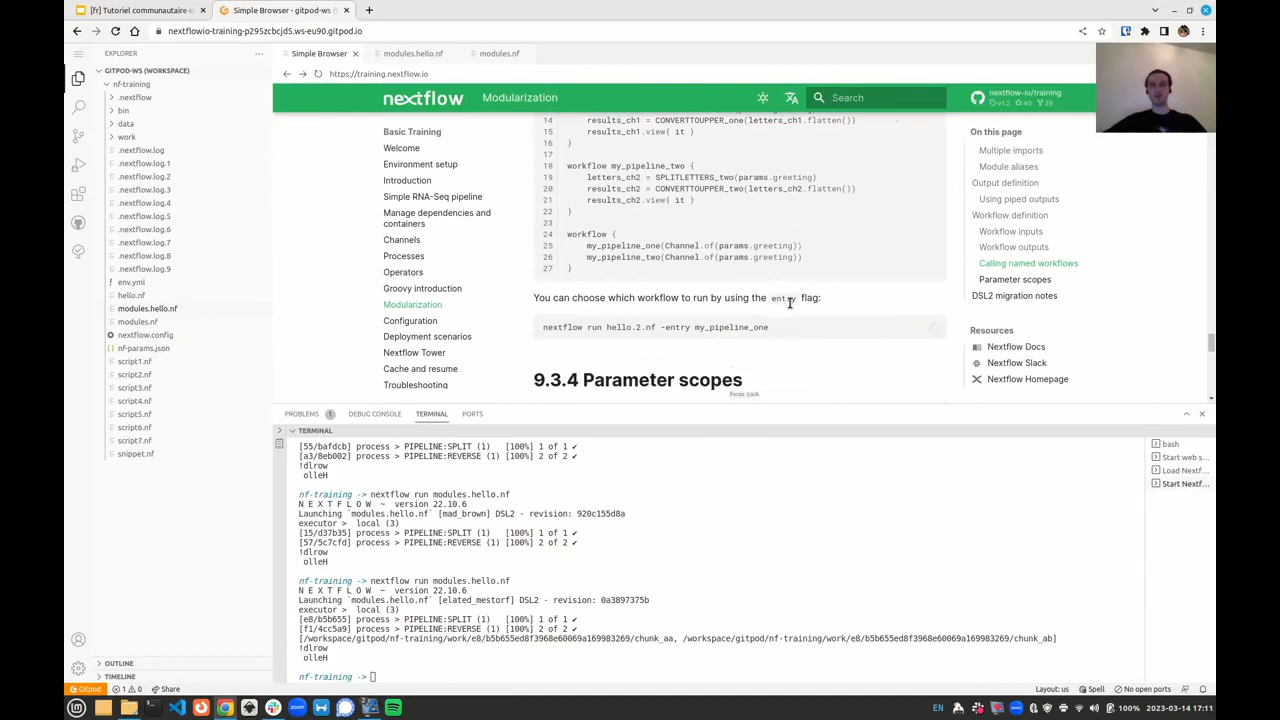 [fr] Tutoriel communautaire e
Simple Browser - gitpod-ws (
nextflowio-training-p295zcbcjd5.ws-eu90.gitpod.io
EXPLORER
GITPOD-WS (WORKSPACE)
nf-training
.nextflow
bin
data
work
.nextflow.log
.nextflow.log.1
.nextflow.log.2
.nextflow.log.3
.nextflow.log.4
.nextflow.log.5
.nextflow.log.6
.nextflow.log.7
.nextflow.log.8
.nextflow.log.9
env.yml
hello.nf
modules.hello.nf
modules.nf
nextflow.config
nf-params.json
script1.nf
script2.nf
script3.nf
script4.nf
script5.nf
script6.nf
script7.nf
snippet.nf
OUTLINE
TIMELINE
Simple Browser
modules.hello.nf
modules.nf
https://training.nextflow.io
nextflow
Modularization
Search
nextflow-io/training
v1.2 40 25
Basic Training
Welcome
Environment setup
Introduction
Simple RNA-Seq pipeline
Manage dependencies and
containers
Channels
Processes
Operators
Groovy introduction
Modularization
Configuration
Deployment scenarios
Nextflow Tower
Cache and resume
Troubleshooting
14 results_ch1 = CONVERTTOUPPER_one(letters_ch1.flatten())
15 results_ch1.view{ it }
16 }
17
18 workflow my_pipeline_two {
19 letters_ch2 = SPLITLETTERS_two(params.greeting)
20 results_ch2 = CONVERTTOUPPER_two(letters_ch2.flatten())
21 results_ch2.view{ it }
22 }
23
24 workflow {
25 my_pipeline_one(Channel.of(params.greeting))
26 my_pipeline_two(Channel.of(params.greeting))
27 }
You can choose which workflow to run by using the entry flag:
nextflow run hello.2.nf -entry my_pipeline_one
9.3.4 Parameter scopes
Focus Lock
On this page
Multiple imports
Module aliases
Output definition
Using piped outputs
Workflow definition
Workflow inputs
Workflow outputs
Calling named workflows
Parameter scopes
DSL2 migration notes
Resources
Nextflow Docs
Nextflow Slack
Nextflow Homepage
PROBLEMS 1 DEBUG CONSOLE TERMINAL PORTS
TERMINAL
[55/bafdcb] process > PIPELINE:SPLIT (1) [100%] 1 of 1 ✔
[a3/8eb002] process > PIPELINE:REVERSE (1) [100%] 2 of 2 ✔
!dlrow
olleH
nf-training -> nextflow run modules.hello.nf
N E X T F L O W ~ version 22.10.6
Launching `modules.hello.nf` [mad_brown] DSL2 - revision: 920c155d8a
executor > local (3)
[15/d37b35] process > PIPELINE:SPLIT (1) [100%] 1 of 1 ✔
[57/5c7cfd] process > PIPELINE:REVERSE (1) [100%] 2 of 2 ✔
!dlrow
olleH
nf-training -> nextflow run modules.hello.nf
N E X T F L O W ~ version 22.10.6
Launching `modules.hello.nf` [elated_mestorf] DSL2 - revision: 0a3897375b
executor > local (3)
[e8/b5b655] process > PIPELINE:SPLIT (1) [100%] 1 of 1 ✔
[f1/4cc5a9] process > PIPELINE:REVERSE (1) [100%] 2 of 2 ✔
[/workspace/gitpod/nf-training/work/e8/b5b655ed8f3968e60069a169983269/chunk_aa, /workspace/gitpod/nf-training/work/e8/b5b655ed8f3968e60069a169983269/chunk_ab]
!dlrow
olleH
nf-training ->
bash
Start web s...
Load Nextf...
Start Nextf...
Gitpod
1 0
Share
Layout: us
Spell
No open ports
EN
100%
2023-03-14 17:11